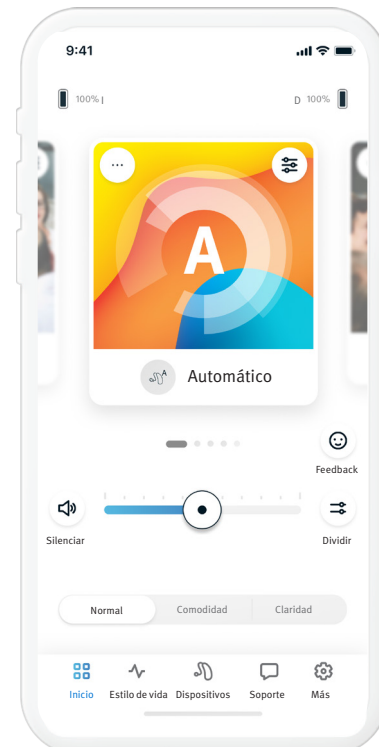 9:41
100% I
D 100%
A
A
Automático
Feedback
Silenciar
Dividir
Normal Comodidad Claridad
Inicio Estilo de vida Dispositivos Soporte Más